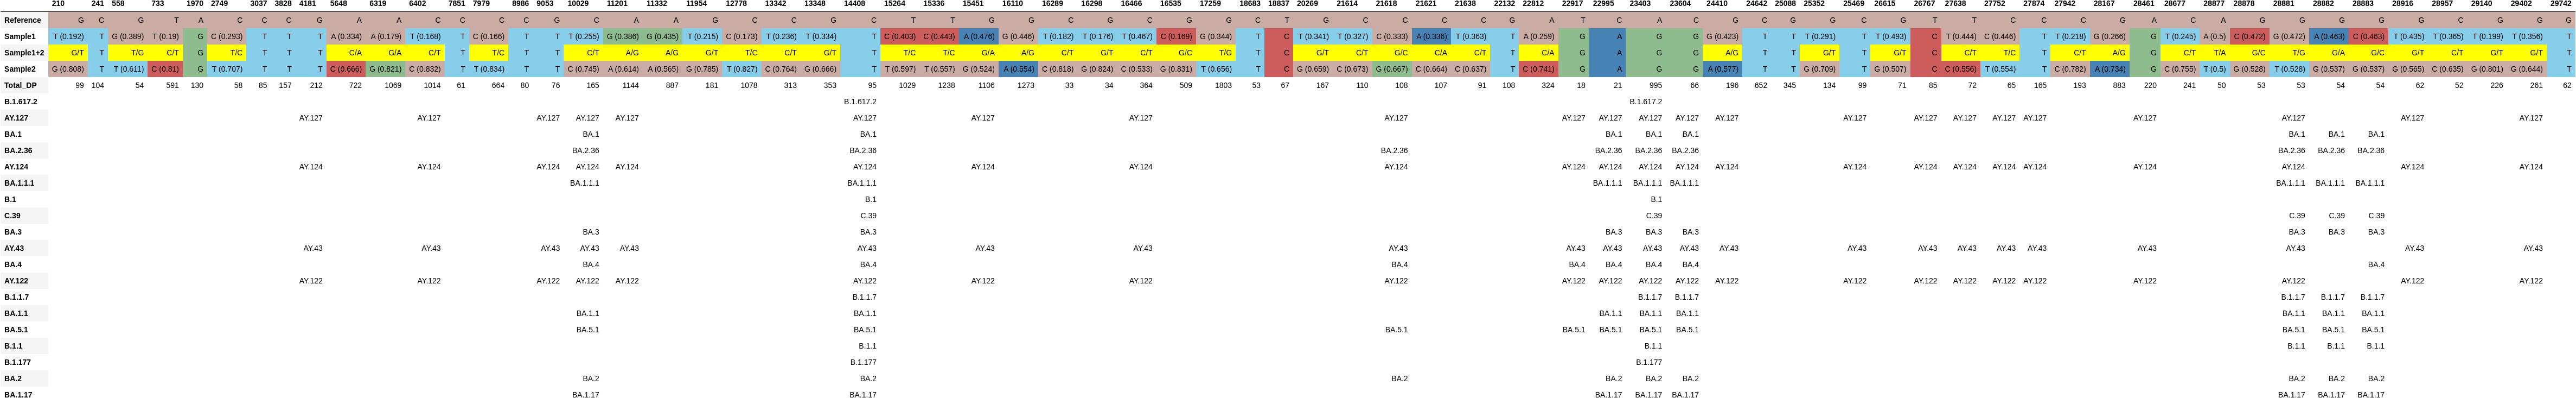 210 241 558 733 1970 2749 3037 3828 4181 5648 6319 6402 7851 7979 8986 9053 10029 11201 11332 11954 12778 13342 13348 14408 15264 15336 15451 16110 16289 16298 16466 16535 17259 18683 18837 20269 21614 21618 21621 21638 22132 22812 22917 22995 23403 23604 24410 24642 25088 25352 25469 26615 26767 27638 27752 27874 27942 28167 28461 28677 28877 28878 28881 28882 28883 28916 28957 29140 29402 29742
Reference G C G T A C C C G A A C C T C G C A A G C C G C T T G G C G C G G C T G C C C C G A T C A C G C G G C G T T C C C G A C A G G G G G C G G G
Sample1 T (0.192) T G (0.389) T (0.19) G C (0.293) T T T A (0.334) A (0.179) T (0.168) T C (0.166) T T T (0.255) G (0.386) G (0.435) T (0.215) C (0.173) T (0.236) T (0.334) T C (0.403) C (0.443) A (0.476) G (0.446) T (0.182) T (0.176) T (0.467) C (0.169) G (0.344) T C T (0.341) T (0.327) C (0.333) A (0.336) T (0.363) T A (0.259) G A G G G (0.423) T T T (0.291) T T (0.493) C T (0.444) C (0.446) T T (0.218) G (0.266) G T (0.245) A (0.5) C (0.472) G (0.472) A (0.463) C (0.463) T (0.435) T (0.365) T (0.199) T (0.356) T
Sample1+2 G/T T T/G C/T G T/C T T T C/A G/A C/T T T/C T T C/T A/G A/G G/T T/C C/T G/T T T/C T/C G/A A/G C/T G/T C/T G/C T/G T C G/T C/T G/C C/A C/T T C/A G A G G A/G T T G/T T G/T C C/T T/C T C/T A/G G C/T T/A G/C T/G G/A G/C G/T C/T G/T G/T T
Sample2 G (0.808) T T (0.611) C (0.81) G T (0.707) T T T C (0.666) G (0.821) C (0.832) T T (0.834) T T C (0.745) A (0.614) A (0.565) G (0.785) T (0.827) C (0.764) G (0.666) T T (0.597) T (0.557) G (0.524) A (0.554) C (0.818) G (0.824) C (0.533) G (0.831) T (0.656) T C G (0.659) C (0.673) G (0.667) C (0.664) C (0.637) T C (0.741) G A G G A (0.577) T T G (0.709) T G (0.507) C C (0.556) T (0.554) T C (0.782) A (0.734) G C (0.755) T (0.5) G (0.528) T (0.528) G (0.537) G (0.537) G (0.565) C (0.635) G (0.801) G (0.644) T
Total_DP 99 104 54 591 130 58 85 157 212 722 1069 1014 61 664 80 76 165 1144 887 481 1078 313 353 95 1029 1238 1106 1273 33 34 364 509 1803 53 67 167 110 108 107 91 108 324 18 21 995 66 196 652 345 134 99 69 85 72 65 165 193 883 220 241 50 53 53 54 54 62 52 226 261 62
B.1.617.2 B.1.617.2 B.1.617.2
AY.127 AY.127 AY.127 AY.127 AY.127 AY.127 AY.127 AY.127 AY.127 AY.127 AY.127 AY.127 AY.127 AY.127 AY.127 AY.127 AY.127 AY.127 AY.127 AY.127 AY.127 AY.127 AY.127 AY.127
BA.1 BA.1 BA.1 BA.1 BA.1 BA.1 BA.1 BA.1 BA.1
BA.2.36 BA.2.36 BA.2.36 BA.2.36 BA.2.36 BA.2.36 BA.2.36 BA.2.36 BA.2.36 BA.2.36
AY.124 AY.124 AY.124 AY.124 AY.124 AY.124 AY.124 AY.124 AY.124 AY.124 AY.124 AY.124 AY.124 AY.124 AY.124 AY.124 AY.124 AY.124 AY.124 AY.124 AY.124 AY.124 AY.124 AY.124
BA.1.1.1 BA.1.1.1 BA.1.1.1 BA.1.1.1 BA.1.1.1 BA.1.1.1 BA.1.1.1 BA.1.1.1 BA.1.1.1
B.1 B.1 B.1
C.39 C.39 C.39 C.39 C.39 C.39
BA.3 BA.3 BA.3 BA.3 BA.3 BA.3 BA.3 BA.3 BA.3
AY.43 AY.43 AY.43 AY.43 AY.43 AY.43 AY.43 AY.43 AY.43 AY.43 AY.43 AY.43 AY.43 AY.43 AY.43 AY.43 AY.43 AY.43 AY.43 AY.43 AY.43 AY.43 AY.43 AY.43
BA.4 BA.4 BA.4 BA.4 BA.4 BA.4 BA.4 BA.4 BA.4
AY.122 AY.122 AY.122 AY.122 AY.122 AY.122 AY.122 AY.122 AY.122 AY.122 AY.122 AY.122 AY.122 AY.122 AY.122 AY.122 AY.122 AY.122 AY.122 AY.122 AY.122 AY.122 AY.122 AY.122
B.1.1.7 B.1.1.7 B.1.1.7 B.1.1.7 B.1.1.7 B.1.1.7 B.1.1.7
BA.1.1 BA.1.1 BA.1.1 BA.1.1 BA.1.1 BA.1.1 BA.1.1 BA.1.1 BA.1.1
BA.5.1 BA.5.1 BA.5.1 BA.5.1 BA.5.1 BA.5.1 BA.5.1 BA.5.1 BA.5.1 BA.5.1 BA.5.1
B.1.1 B.1.1 B.1.1 B.1.1 B.1.1 B.1.1
B.1.177 B.1.177 B.1.177
BA.2 BA.2 BA.2 BA.2 BA.2 BA.2 BA.2 BA.2 BA.2 BA.2
BA.1.17 BA.1.17 BA.1.17 BA.1.17 BA.1.17 BA.1.17 BA.1.17 BA.1.17 BA.1.17